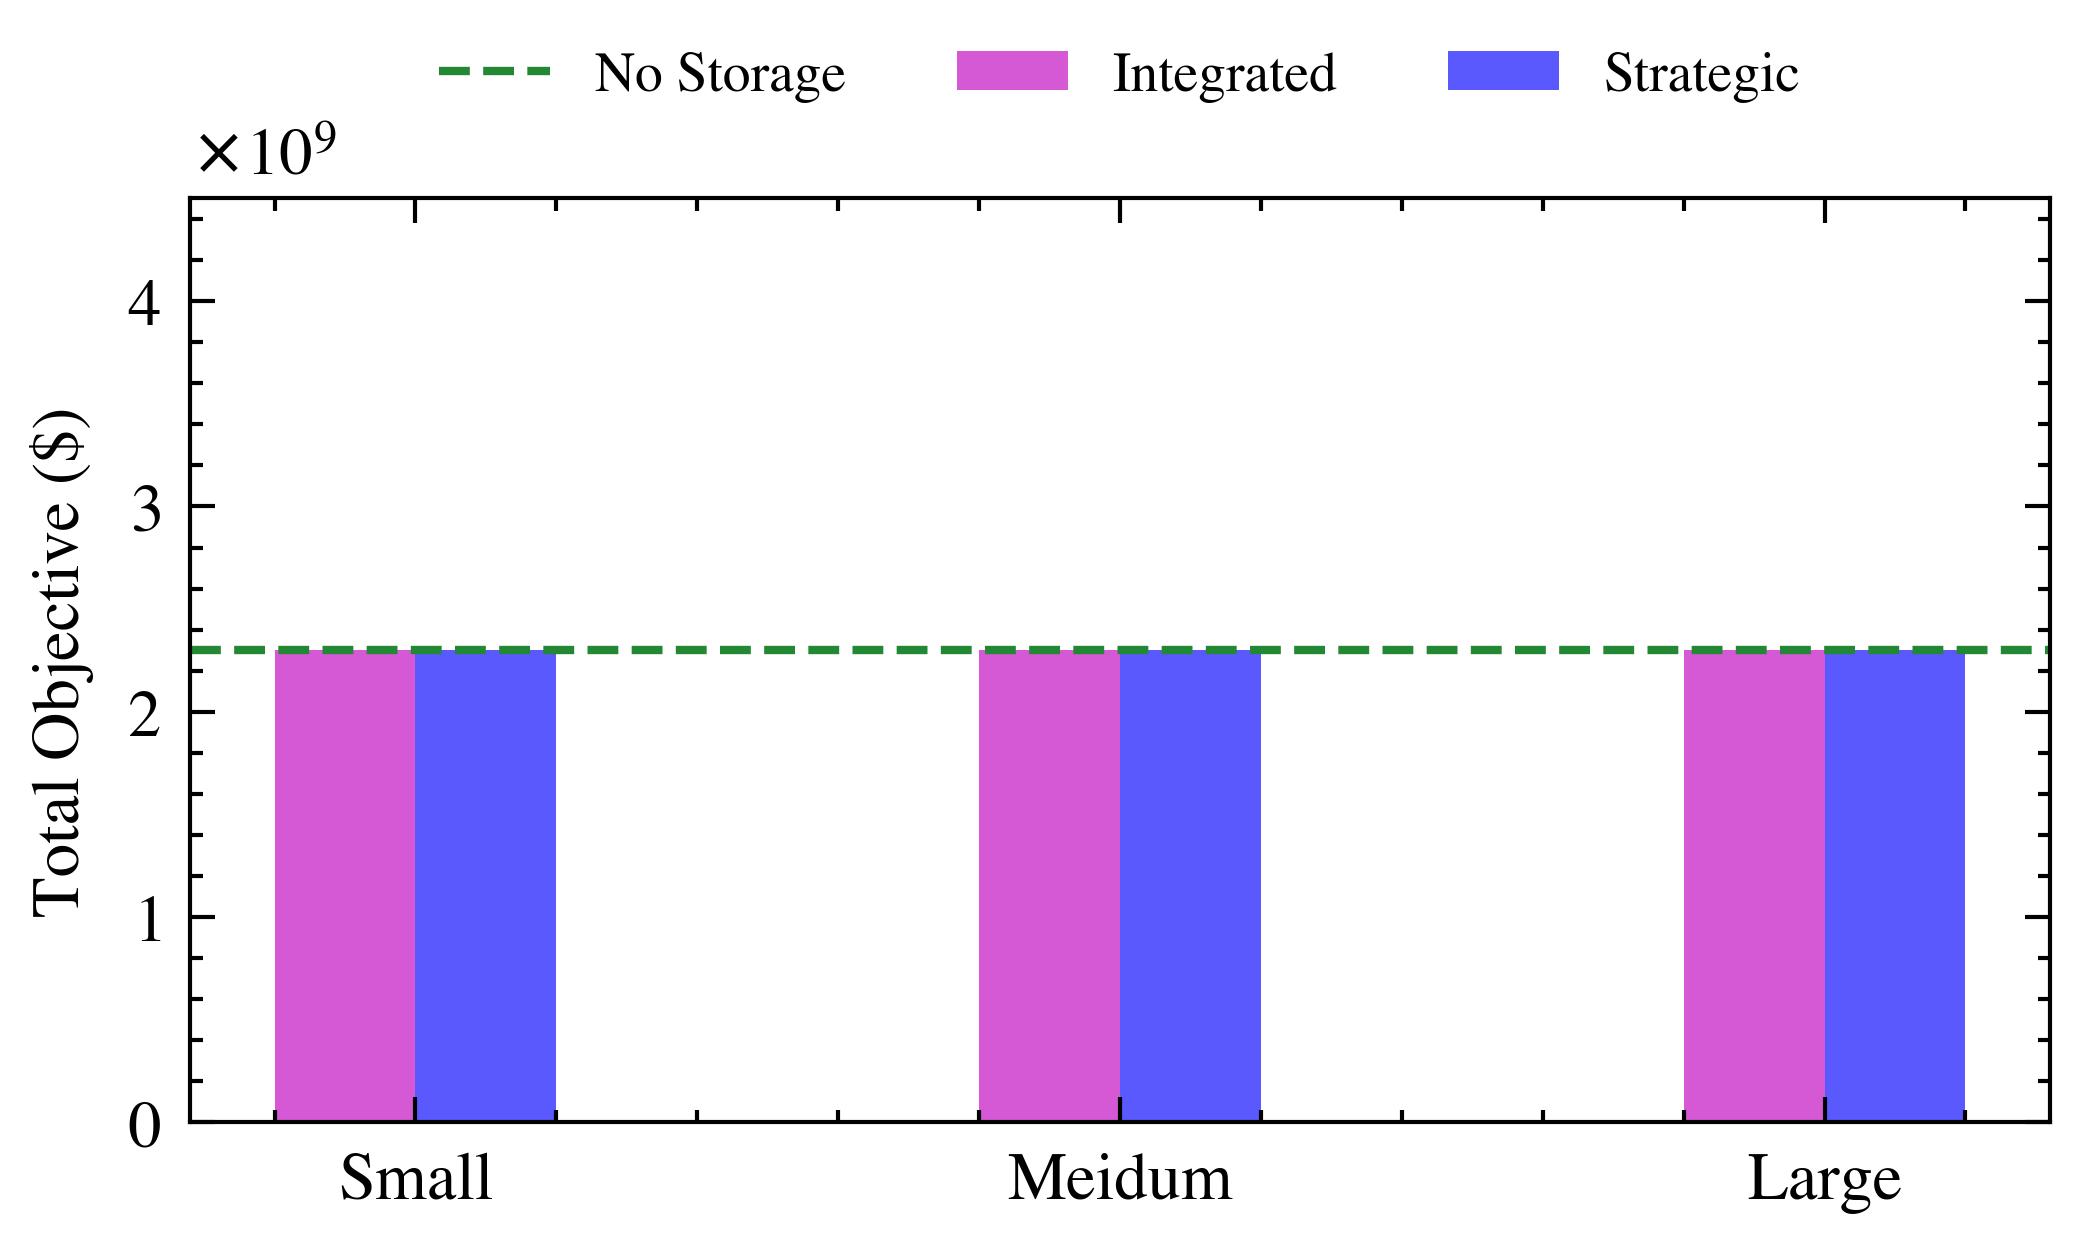 No Storage Integrated Strategic
×10⁹
Total Objective ($)
4
3
2
1
0
Small Meidum Large